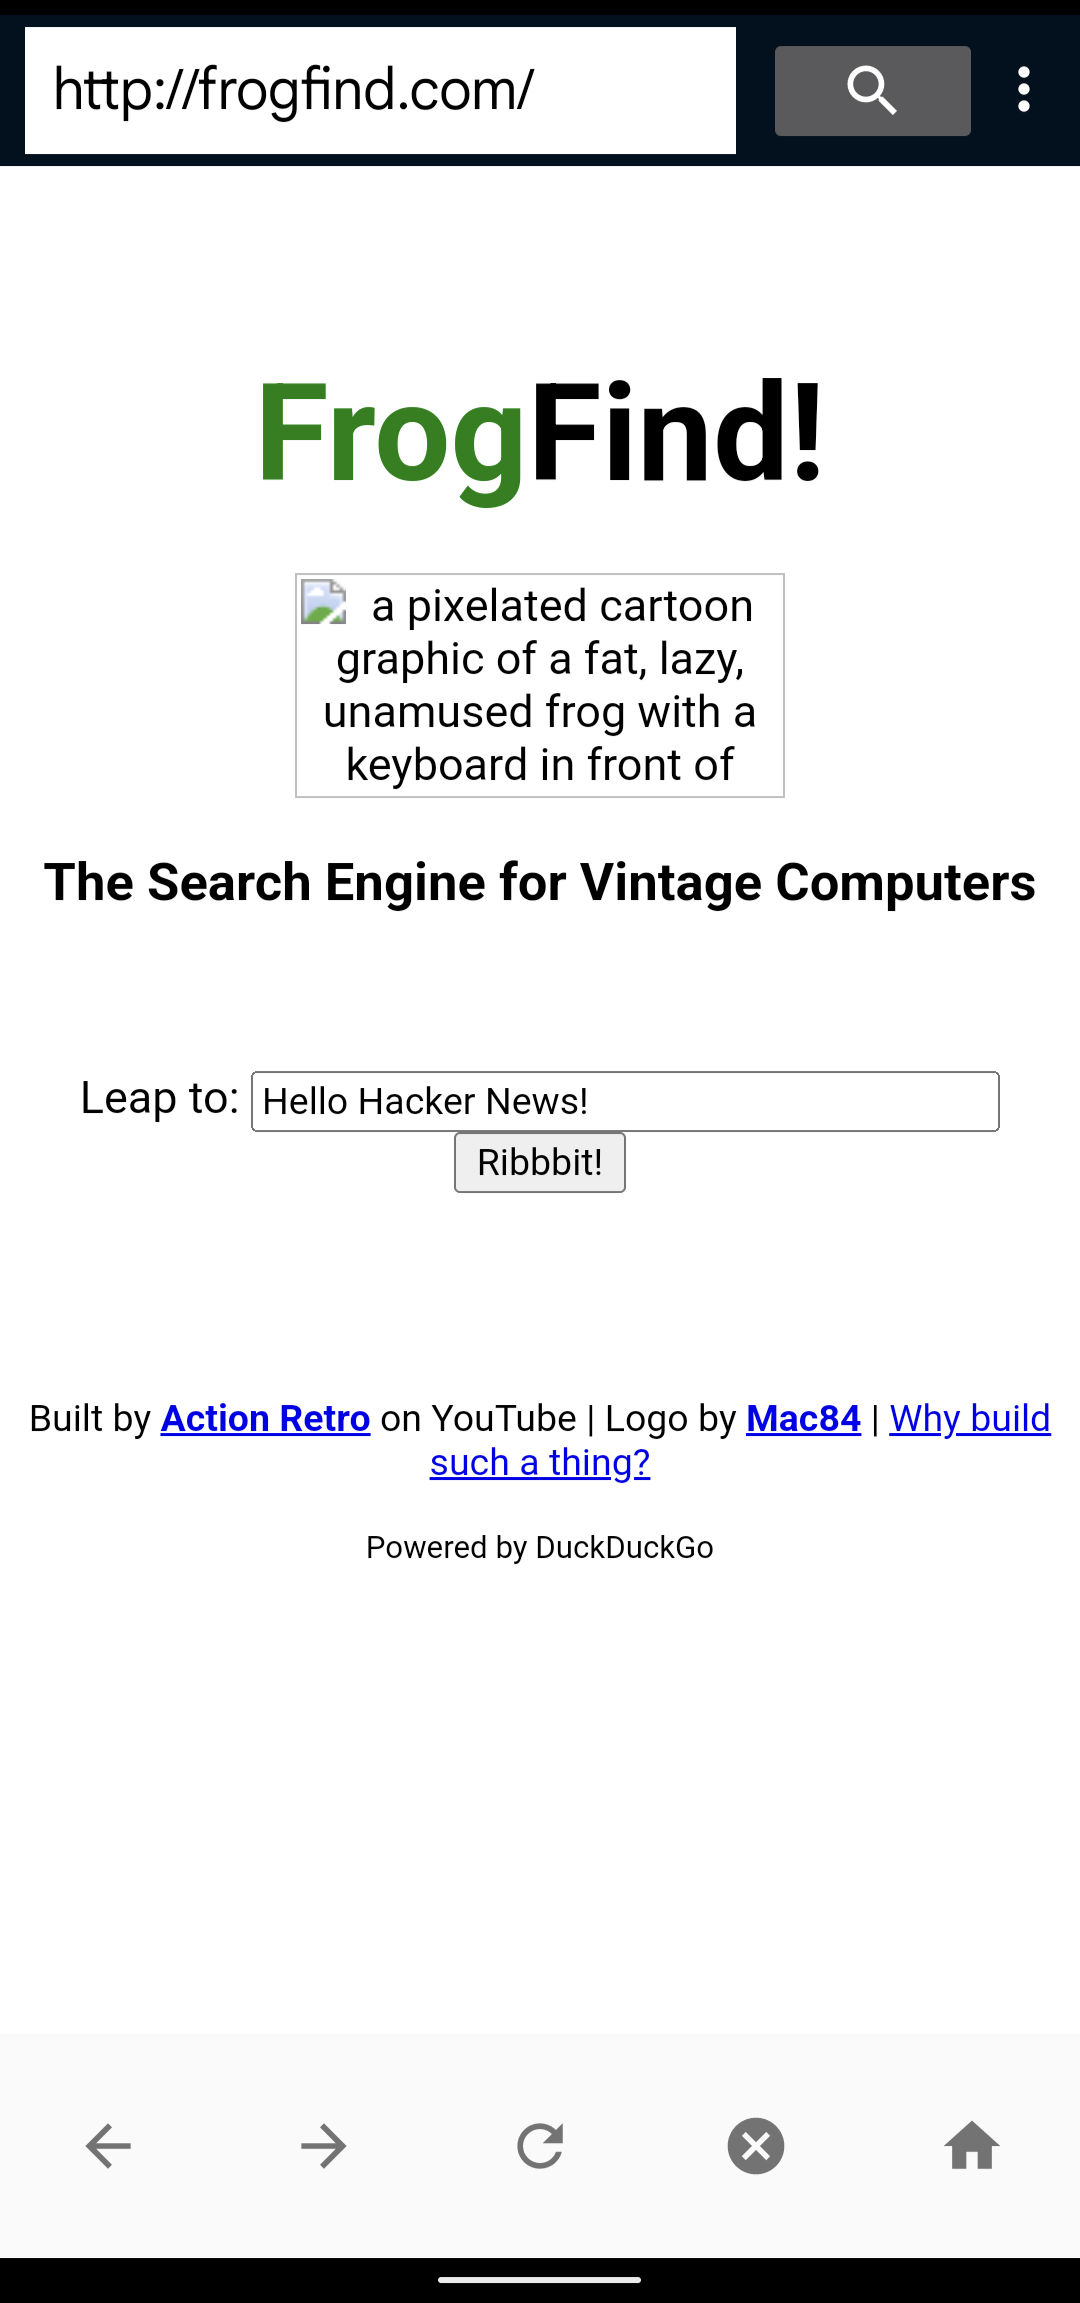 http://frogfind.com/
FrogFind!
a pixelated cartoon
graphic of a fat, lazy,
unamused frog with a
keyboard in front of
The Search Engine for Vintage Computers
Leap to: Hello Hacker News!
Ribbbit!
Built by Action Retro on YouTube | Logo by Mac84 | Why build
such a thing?
Powered by DuckDuckGo